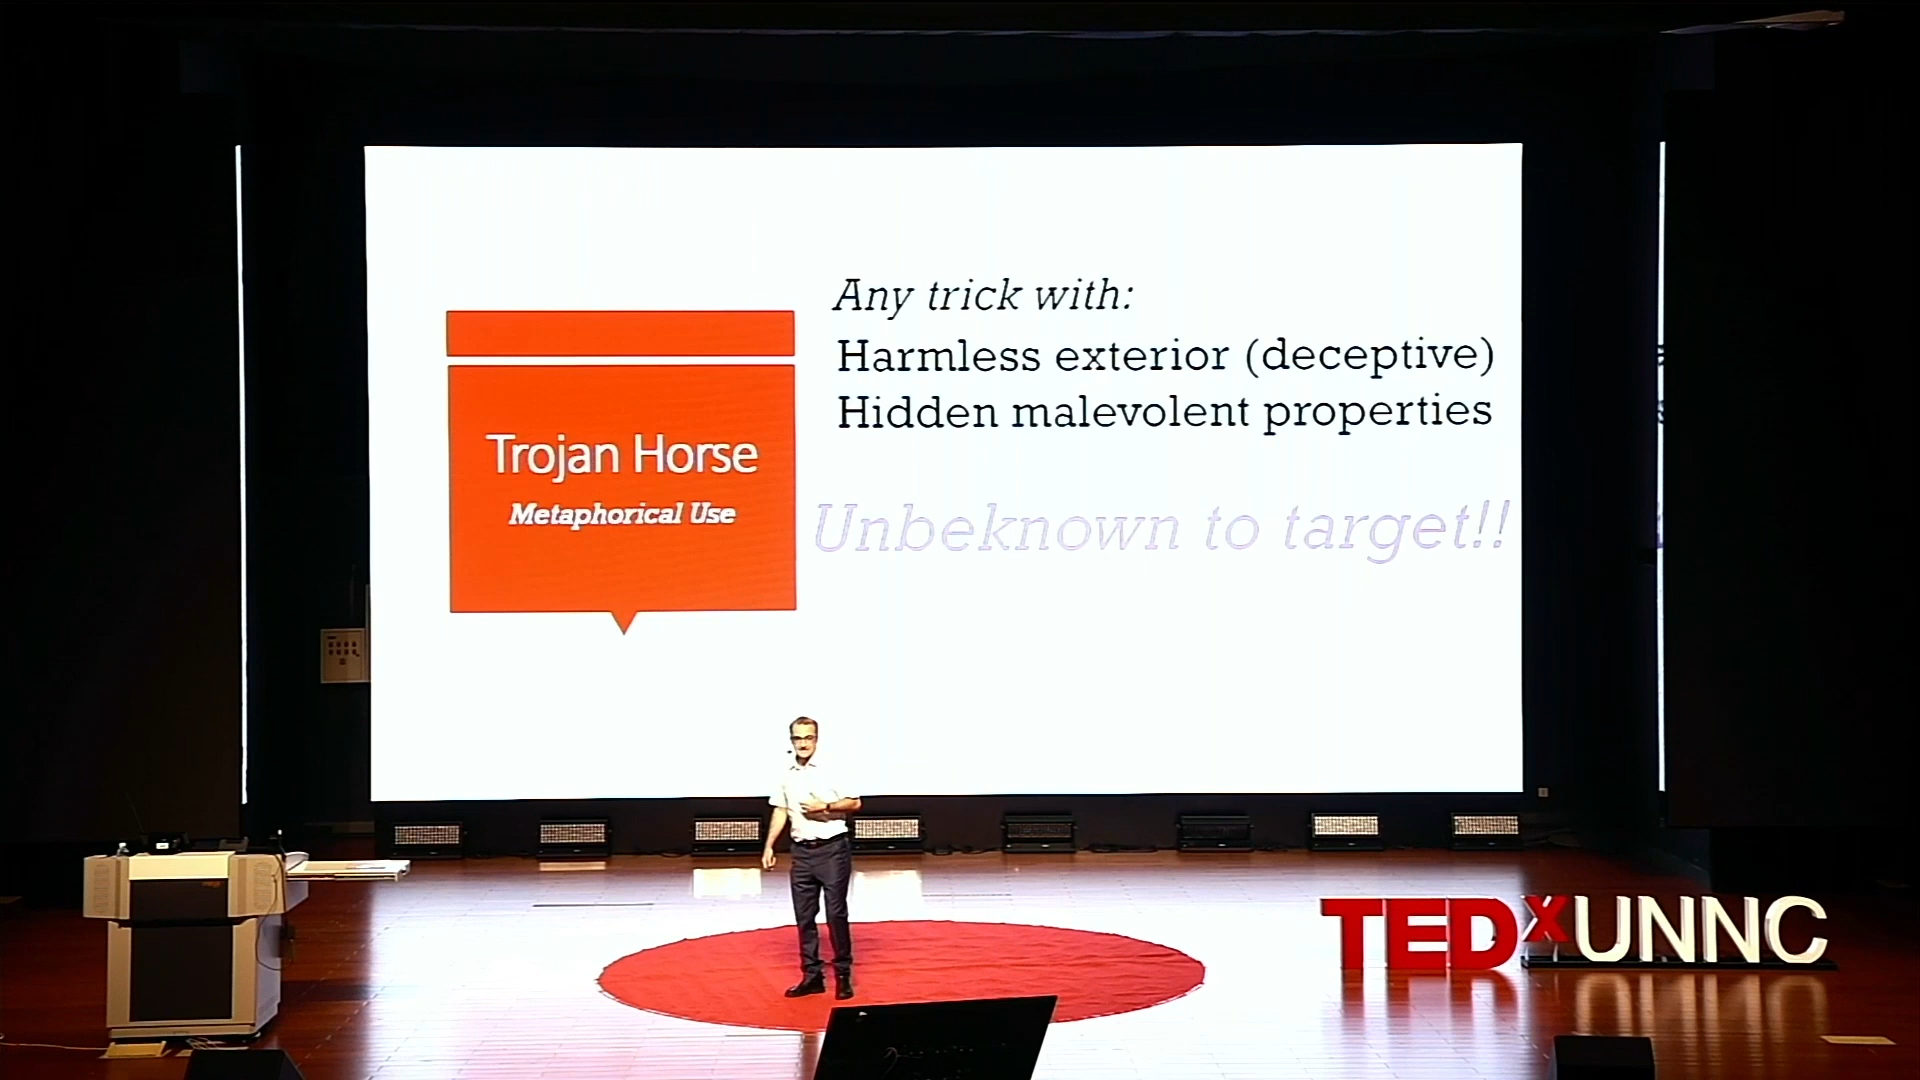 Any trick with:
Harmless exterior (deceptive)
Hidden malevolent properties
Trojan Horse
Metaphorical Use
Unbeknown to target!!
TEDxUNNC